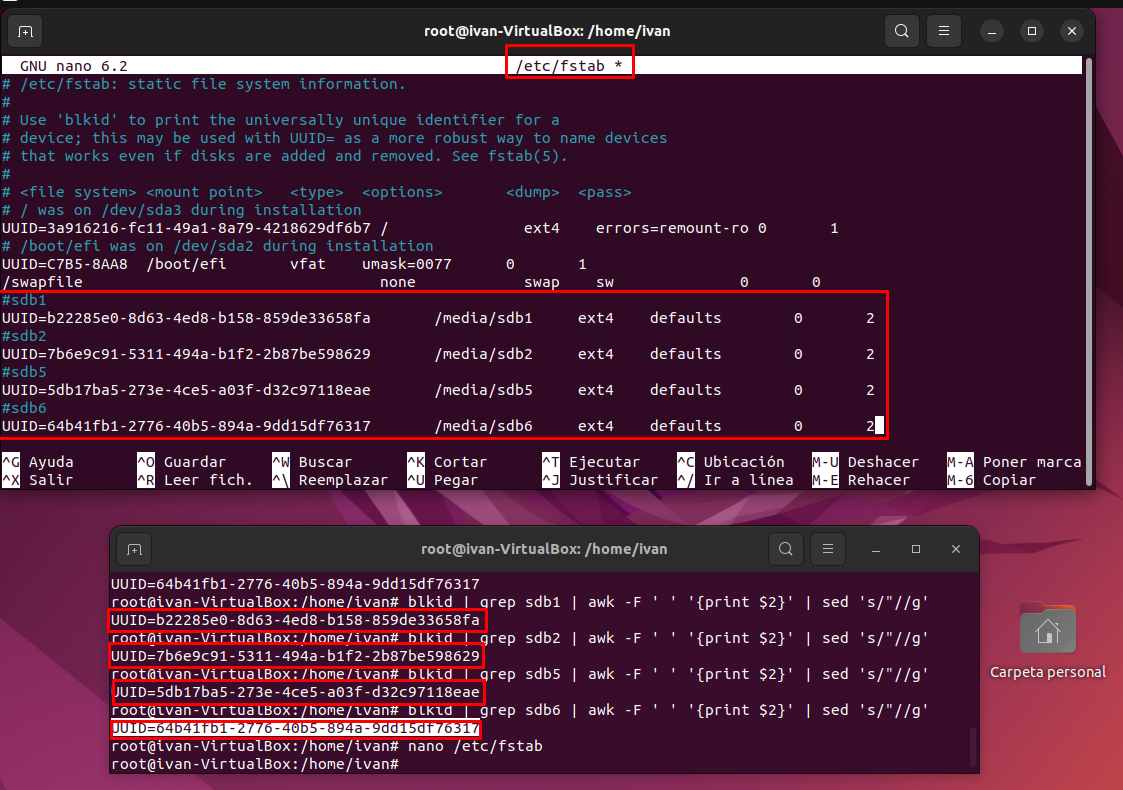 root@ivan-VirtualBox: /home/ivan
GNU nano 6.2 /etc/fstab *
# /etc/fstab: static file system information.
#
# Use 'blkid' to print the universally unique identifier for a
# device; this may be used with UUID= as a more robust way to name devices
# that works even if disks are added and removed. See fstab(5).
#
# <file system> <mount point>   <type>  <options>       <dump>  <pass>
# / was on /dev/sda3 during installation
UUID=3a916216-fc11-49a1-8a79-4218629df6b7 /               ext4    errors=remount-ro 0       1
# /boot/efi was on /dev/sda2 during installation
UUID=C7B5-8AA8  /boot/efi       vfat    umask=0077      0       1
/swapfile                                 none            swap    sw              0       0
#sdb1
UUID=b22285e0-8d63-4ed8-b158-859de33658fa       /media/sdb1     ext4    defaults        0       2
#sdb2
UUID=7b6e9c91-5311-494a-b1f2-2b87be598629       /media/sdb2     ext4    defaults        0       2
#sdb5
UUID=5db17ba5-273e-4ce5-a03f-d32c97118eae       /media/sdb5     ext4    defaults        0       2
#sdb6
UUID=64b41fb1-2776-40b5-894a-9dd15df76317       /media/sdb6     ext4    defaults        0       2
^G Ayuda ^O Guardar ^W Buscar ^K Cortar ^T Ejecutar ^C Ubicación M-U Deshacer M-A Poner marca
^X Salir ^R Leer fich. ^\ Reemplazar ^U Pegar ^J Justificar ^/ Ir a línea M-E Rehacer M-6 Copiar
root@ivan-VirtualBox: /home/ivan
UUID=64b41fb1-2776-40b5-894a-9dd15df76317
root@ivan-VirtualBox:/home/ivan# blkid | grep sdb1 | awk -F ' ' '{print $2}' | sed 's/"//g'
UUID=b22285e0-8d63-4ed8-b158-859de33658fa
root@ivan-VirtualBox:/home/ivan# blkid | grep sdb2 | awk -F ' ' '{print $2}' | sed 's/"//g'
UUID=7b6e9c91-5311-494a-b1f2-2b87be598629
root@ivan-VirtualBox:/home/ivan# blkid | grep sdb5 | awk -F ' ' '{print $2}' | sed 's/"//g'
UUID=5db17ba5-273e-4ce5-a03f-d32c97118eae
root@ivan-VirtualBox:/home/ivan# blkid | grep sdb6 | awk -F ' ' '{print $2}' | sed 's/"//g'
UUID=64b41fb1-2776-40b5-894a-9dd15df76317
root@ivan-VirtualBox:/home/ivan# nano /etc/fstab
root@ivan-VirtualBox:/home/ivan#
Carpeta personal